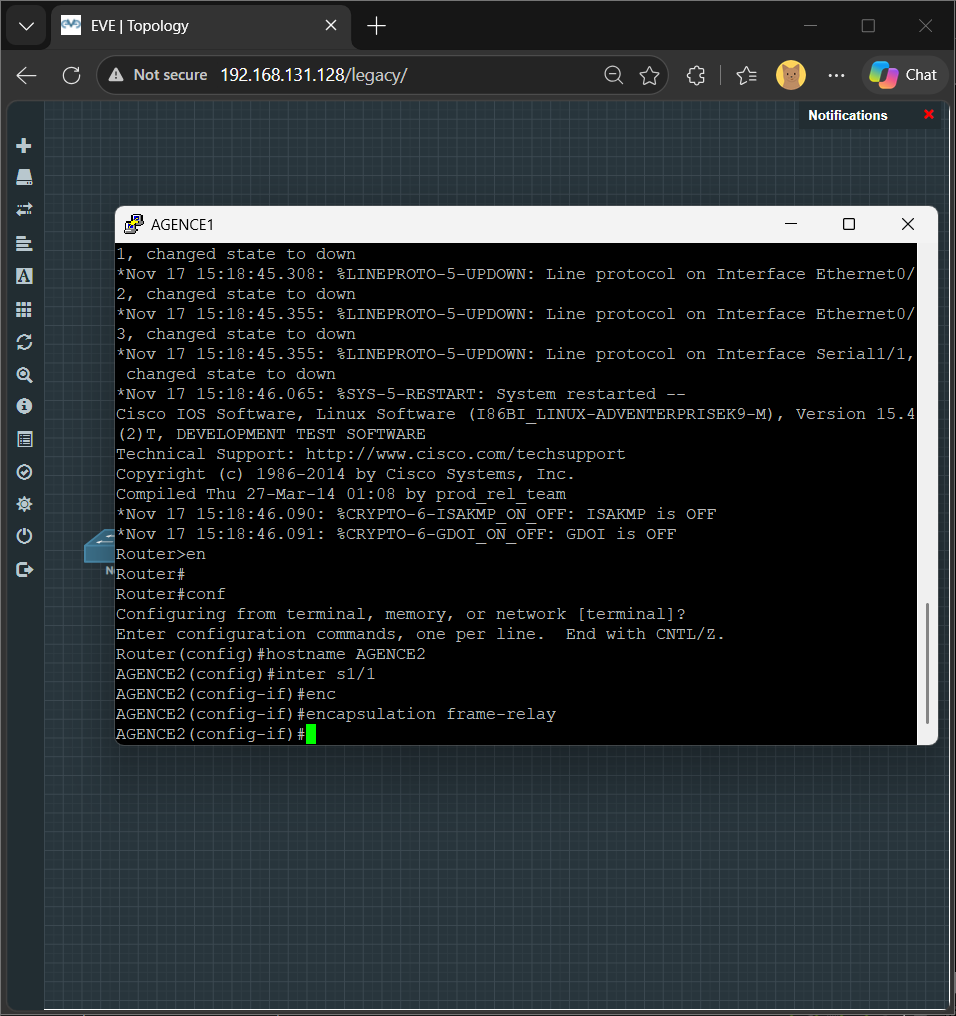 EVE | Topology
Not secure 192.168.131.128/legacy/
Chat
Notifications
AGENCE1
1, changed state to down
*Nov 17 15:18:45.308: %LINEPROTO-5-UPDOWN: Line protocol on Interface Ethernet0/
2, changed state to down
*Nov 17 15:18:45.355: %LINEPROTO-5-UPDOWN: Line protocol on Interface Ethernet0/
3, changed state to down
*Nov 17 15:18:45.355: %LINEPROTO-5-UPDOWN: Line protocol on Interface Serial1/1,
 changed state to down
*Nov 17 15:18:46.065: %SYS-5-RESTART: System restarted --
Cisco IOS Software, Linux Software (I86BI_LINUX-ADVENTERPRISEK9-M), Version 15.4
(2)T, DEVELOPMENT TEST SOFTWARE
Technical Support: http://www.cisco.com/techsupport
Copyright (c) 1986-2014 by Cisco Systems, Inc.
Compiled Thu 27-Mar-14 01:08 by prod_rel_team
*Nov 17 15:18:46.090: %CRYPTO-6-ISAKMP_ON_OFF: ISAKMP is OFF
*Nov 17 15:18:46.091: %CRYPTO-6-GDOI_ON_OFF: GDOI is OFF
Router>en
Router#
Router#conf
Configuring from terminal, memory, or network [terminal]?
Enter configuration commands, one per line.  End with CNTL/Z.
Router(config)#hostname AGENCE2
AGENCE2(config)#inter s1/1
AGENCE2(config-if)#enc
AGENCE2(config-if)#encapsulation frame-relay
AGENCE2(config-if)#